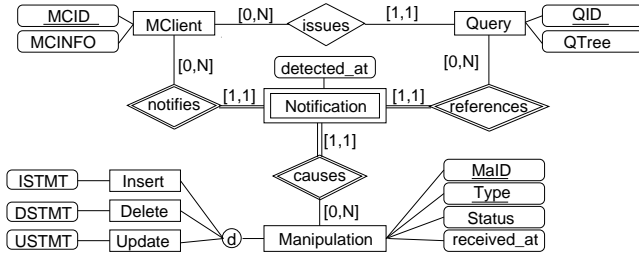 MCID
MCINFO
MClient
[0,N]
issues
[1,1]
Query
QID
QTree
[0,N]
detected_at
[0,N]
notifies
[1,1]
Notification
[1,1]
references
[1,1]
causes
[0,N]
ISTMT
Insert
DSTMT
Delete
USTMT
Update
d
Manipulation
MaID
Type
Status
received_at